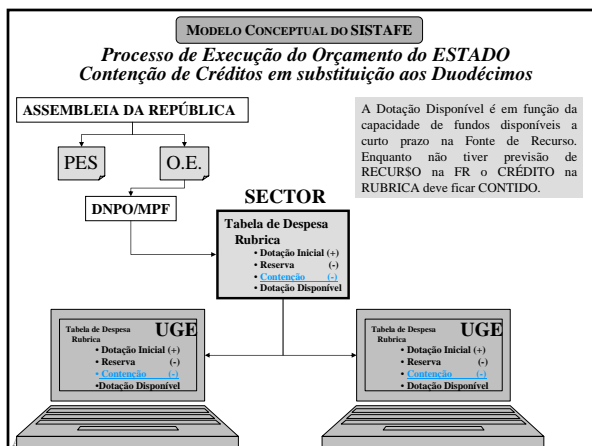 MODELO CONCEPTUAL DO SISTAFE
Processo de Execução do Orçamento do ESTADO
Contenção de Créditos em substituição aos Duodécimos
ASSEMBLEIA DA REPÚBLICA
PES
O.E.
DNPO/MPF
A Dotação Disponível é em função da
capacidade de fundos disponíveis a
curto prazo na Fonte de Recurso.
Enquanto não tiver previsão de
RECUR$O na FR o CRÉDITO na
RUBRICA deve ficar CONTIDO.
SECTOR
Tabela de Despesa
Rubrica
• Dotação Inicial (+)
• Reserva (-)
• Contenção (-)
• Dotação Disponível
Tabela de Despesa UGE
Rubrica
• Dotação Inicial (+)
• Reserva (-)
• Contenção (-)
•Dotação Disponível
Tabela de Despesa UGE
Rubrica
• Dotação Inicial (+)
• Reserva (-)
• Contenção (-)
• Dotação Disponível